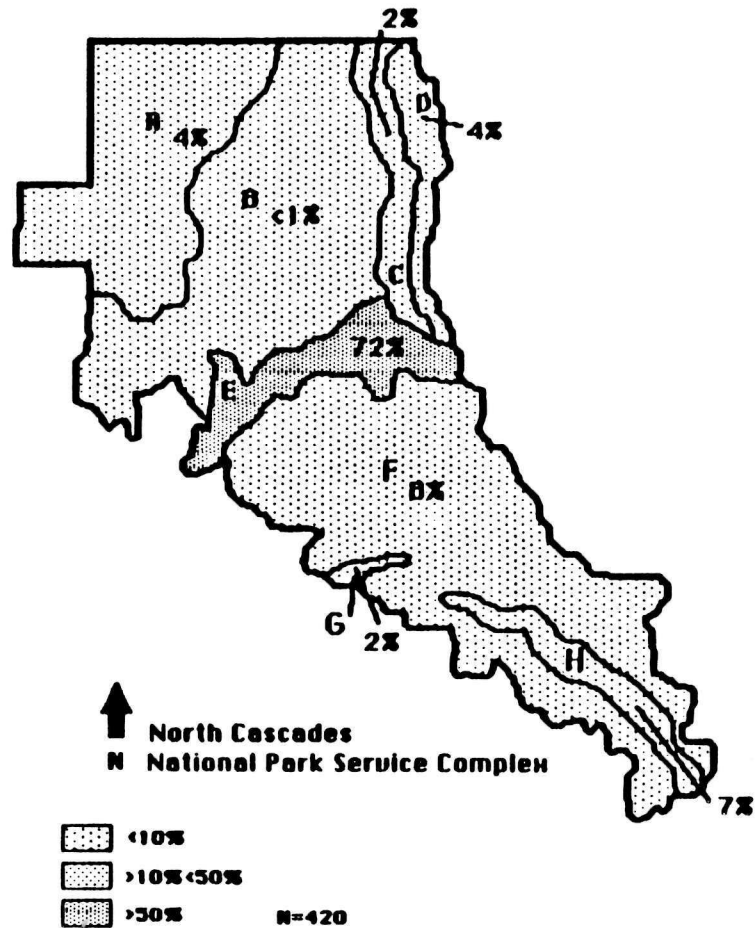 2%
D
4%
A
4%
B
<1%
C
72%
E
F
8%
G
2%
H
7%
North Cascades
N National Park Service Complex
<10%
>10%<50%
>50% N=420